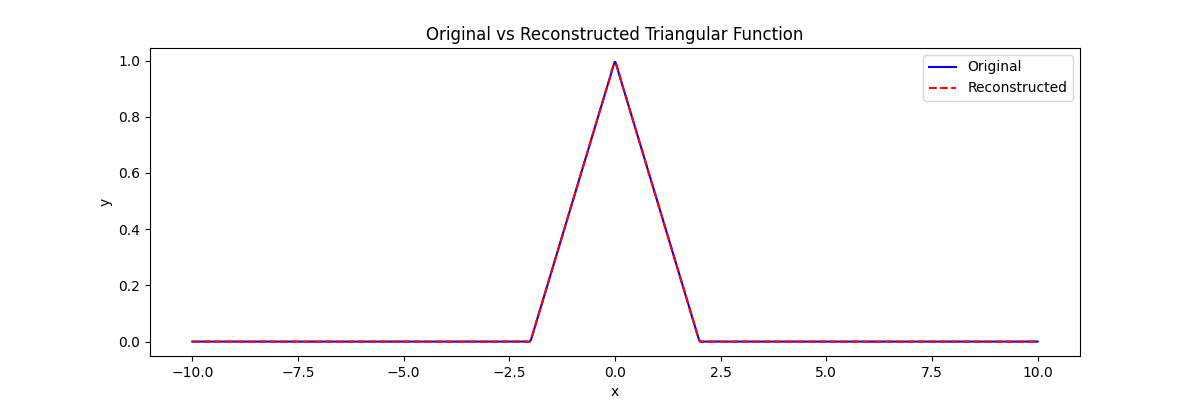 Original vs Reconstructed Triangular Function
Original
Reconstructed
1.0
0.8
0.6
0.4
0.2
0.0
y
−10.0 −7.5 −5.0 −2.5 0.0 2.5 5.0 7.5 10.0
x